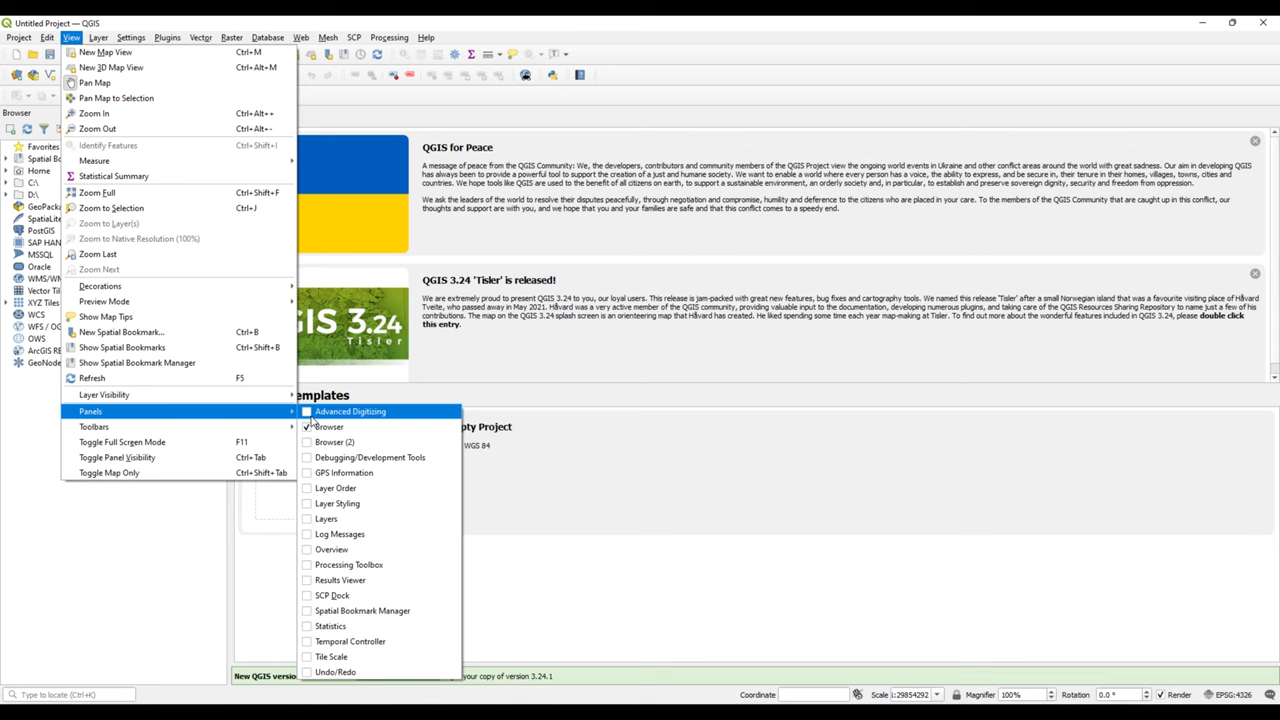 Untitled Project — QGIS
Project Edit View Layer Settings Plugins Vector Raster Database Web Mesh SCP Processing Help
New Map View Ctrl+M
New 3D Map View Ctrl+Alt+M
Pan Map
Pan Map to Selection
Zoom In Ctrl+Alt++
Zoom Out Ctrl+Alt+-
Identify Features Ctrl+Shift+I
Measure
Statistical Summary
Zoom Full Ctrl+Shift+F
Zoom to Selection Ctrl+J
Zoom to Layer(s)
Zoom to Native Resolution (100%)
Zoom Last
Zoom Next
Decorations
Preview Mode
Show Map Tips
New Spatial Bookmark... Ctrl+B
Show Spatial Bookmarks Ctrl+Shift+B
Show Spatial Bookmark Manager
Refresh F5
Layer Visibility
Panels
Toolbars
Toggle Full Screen Mode F11
Toggle Panel Visibility Ctrl+Tab
Toggle Map Only Ctrl+Shift+Tab
Advanced Digitizing
Browser
Browser (2)
Debugging/Development Tools
GPS Information
Layer Order
Layer Styling
Layers
Log Messages
Overview
Processing Toolbox
Results Viewer
SCP Dock
Spatial Bookmark Manager
Statistics
Temporal Controller
Tile Scale
Undo/Redo
Browser
Favorites
Spatial Bo
Home
C:\
D:\
GeoPacka
SpatiaLite
PostGIS
SAP HAN
MSSQL
Oracle
WMS/WM
Vector Til
XYZ Tiles
WCS
WFS / OG
OWS
ArcGIS RE
GeoNode
QGIS for Peace
A message of peace from the QGIS Community: We, the developers, contributors and community members of the QGIS Project view the ongoing world events in Ukraine and other conflict areas around the world with great sadness. Our aim in developing QGIS
has always been to provide a powerful tool to support the creation of a just and humane society. We want to enable a world where every person has a voice, the ability to express, and be secure in, their tenure in their homes, villages, towns, cities and
countries. We hope tools like QGIS are used to the benefit of all citizens on earth, to support a sustainable environment, an orderly society and, in particular, to establish and preserve sovereign dignity, security and freedom from oppression.
We ask the leaders of the world to resolve their disputes peacefully, through negotiation and compromise, humility and deference to the citizens who are placed in your care. To the members of the QGIS Community that are caught up in this conflict, our
thoughts and support are with you, and we hope that you and your families are safe and that this conflict comes to a speedy end.
GIS 3.24
Tisler
QGIS 3.24 'Tisler' is released!
We are extremely proud to present QGIS 3.24 to you, our loyal users. This release is jam-packed with great new features, bug fixes and cartography tools. We named this release 'Tisler' after a small Norwegian island that was a favourite visiting place of Håvard
Tveite, who passed away in May 2021. Håvard was a very active member of our community, providing valuable input to the documentation, developing numerous plugins, and taking care of the QGIS Resources Sharing Repository to name just a few of his
contributions. The map on the QGIS 3.24 splash screen is an orienteering map that Håvard has created. He liked spending some time each year map-making at Tisler. To find out more about the wonderful features included in QGIS 3.24, please double click
this entry.
emplates
pty Project
WGS 84
New QGIS versio
your copy of version 3.24.1
Type to locate (Ctrl+K) Coordinate Scale 1:29854292 Magnifier 100% Rotation 0.0 ° Render EPSG:4326